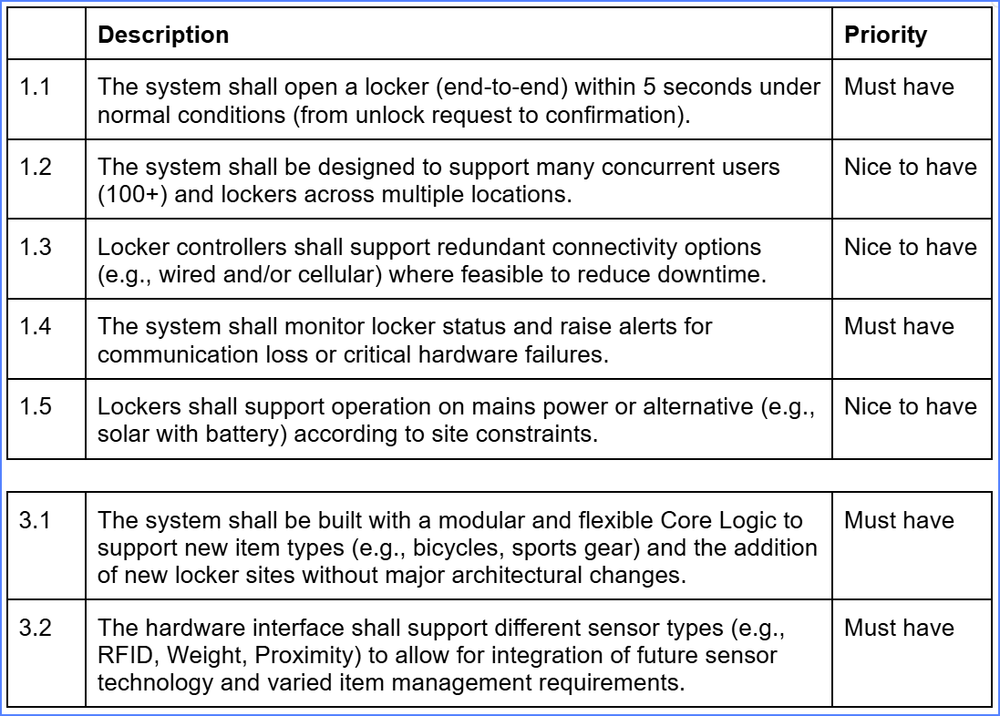 Description Priority
1.1 The system shall open a locker (end-to-end) within 5 seconds under Must have
normal conditions (from unlock request to confirmation).
1.2 The system shall be designed to support many concurrent users Nice to have
(100+) and lockers across multiple locations.
1.3 Locker controllers shall support redundant connectivity options Nice to have
(e.g., wired and/or cellular) where feasible to reduce downtime.
1.4 The system shall monitor locker status and raise alerts for Must have
communication loss or critical hardware failures.
1.5 Lockers shall support operation on mains power or alternative (e.g., Nice to have
solar with battery) according to site constraints.
3.1 The system shall be built with a modular and flexible Core Logic to Must have
support new item types (e.g., bicycles, sports gear) and the addition
of new locker sites without major architectural changes.
3.2 The hardware interface shall support different sensor types (e.g., Must have
RFID, Weight, Proximity) to allow for integration of future sensor
technology and varied item management requirements.